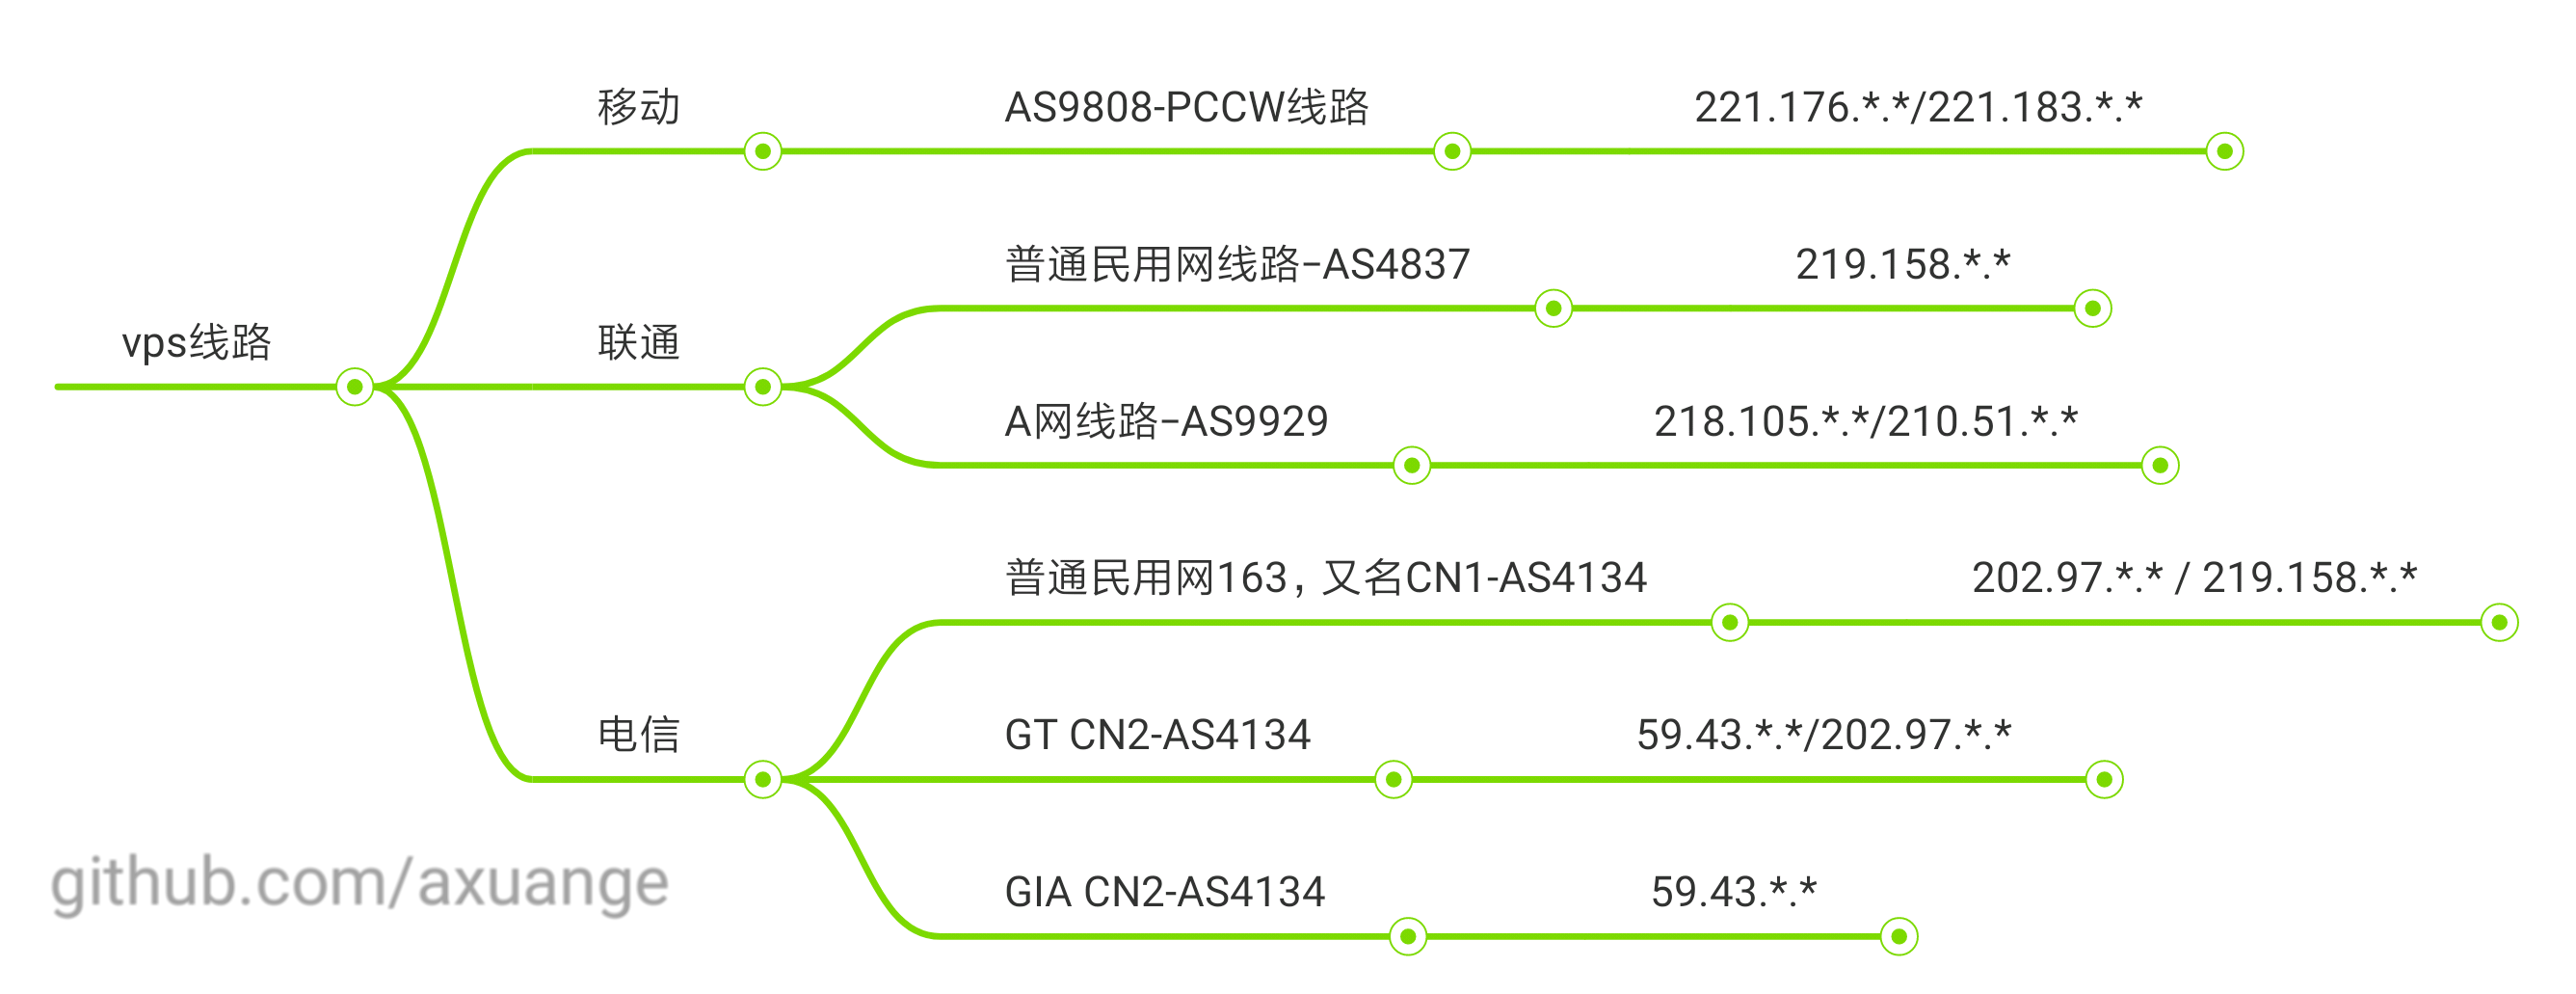 vps线路
移动
AS9808-PCCW线路
221.176.*.*/221.183.*.*
联通
普通民用网线路-AS4837
219.158.*.*
A网线路-AS9929
218.105.*.*/210.51.*.*
电信
普通民用网163，又名CN1-AS4134
202.97.*.* / 219.158.*.*
GT CN2-AS4134
59.43.*.*/202.97.*.*
GIA CN2-AS4134
59.43.*.*
github.com/axuange